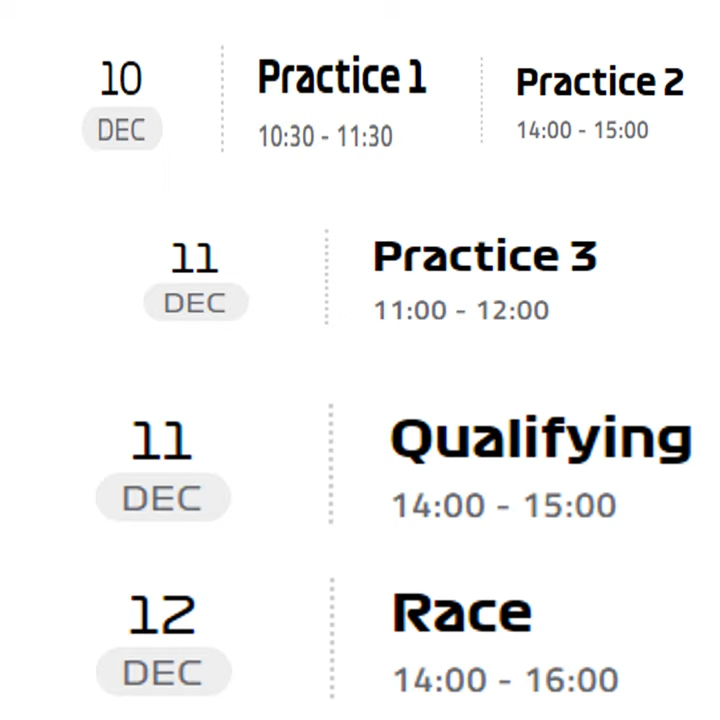 10
DEC
Practice 1
10:30 - 11:30
Practice 2
14:00 - 15:00
11
DEC
Practice 3
11:00 - 12:00
11
DEC
Qualifying
14:00 - 15:00
12
DEC
Race
14:00 - 16:00